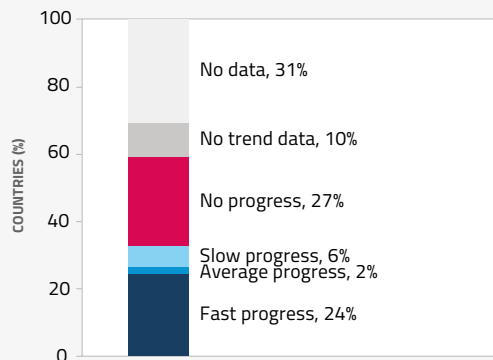 100
80
60
40
20
0
COUNTRIES (%)
No data, 31%
No trend data, 10%
No progress, 27%
Slow progress, 6%
Average progress, 2%
Fast progress, 24%